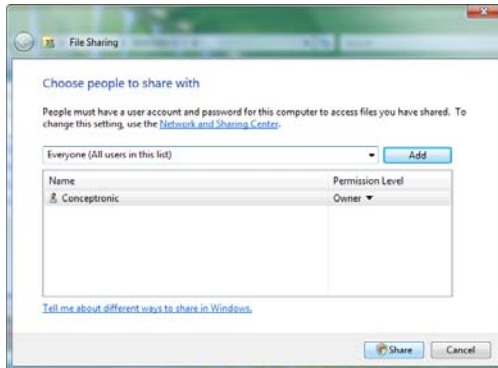 File Sharing
Choose people to share with
People must have a user account and password for this computer to access files you have shared. To
change this setting, use the Network and Sharing Center.
Everyone (All users in this list)
Add
Name Permission Level
Conceptronic Owner
Tell me about different ways to share in Windows.
Share Cancel